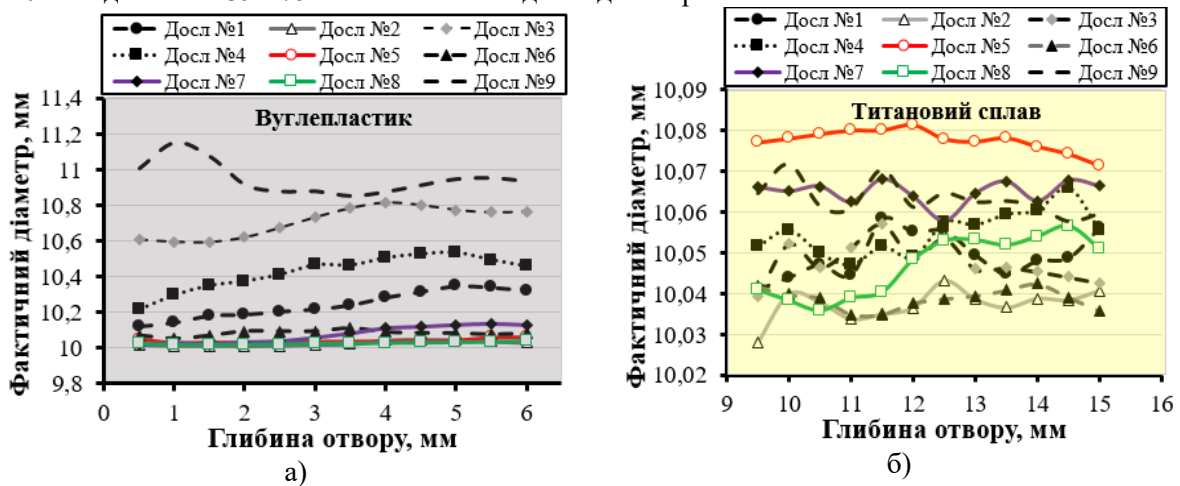 Досл №1 Досл №2 Досл №3
Досл №4 Досл №5 Досл №6
Досл №7 Досл №8 Досл №9
Вуглепластик
Фактичний діаметр, мм
11,4
11,2
11
10,8
10,6
10,4
10,2
10
9,8
0 1 2 3 4 5 6
Глибина отвору, мм
а)
Досл №1 Досл №2 Досл №3
Досл №4 Досл №5 Досл №6
Досл №7 Досл №8 Досл №9
Титановий сплав
Фактичний діаметр, мм
10,09
10,08
10,07
10,06
10,05
10,04
10,03
10,02
9 10 11 12 13 14 15 16
Глибина отвору, мм
б)